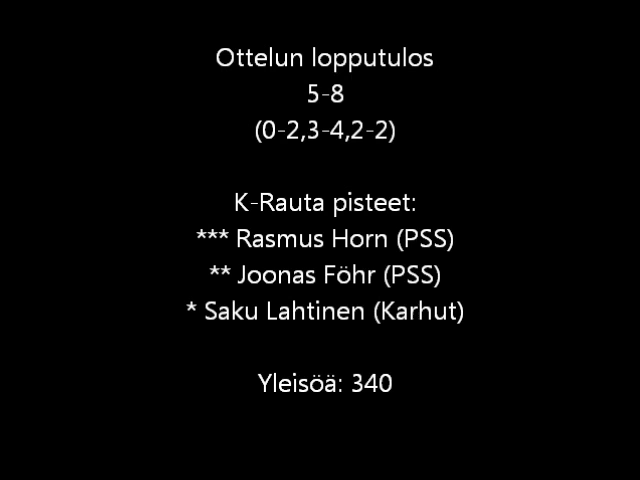 Ottelun lopputulos
5-8
(0-2,3-4,2-2)
K-Rauta pisteet:
*** Rasmus Horn (PSS)
** Joonas Föhr (PSS)
* Saku Lahtinen (Karhut)
Yleisöä: 340